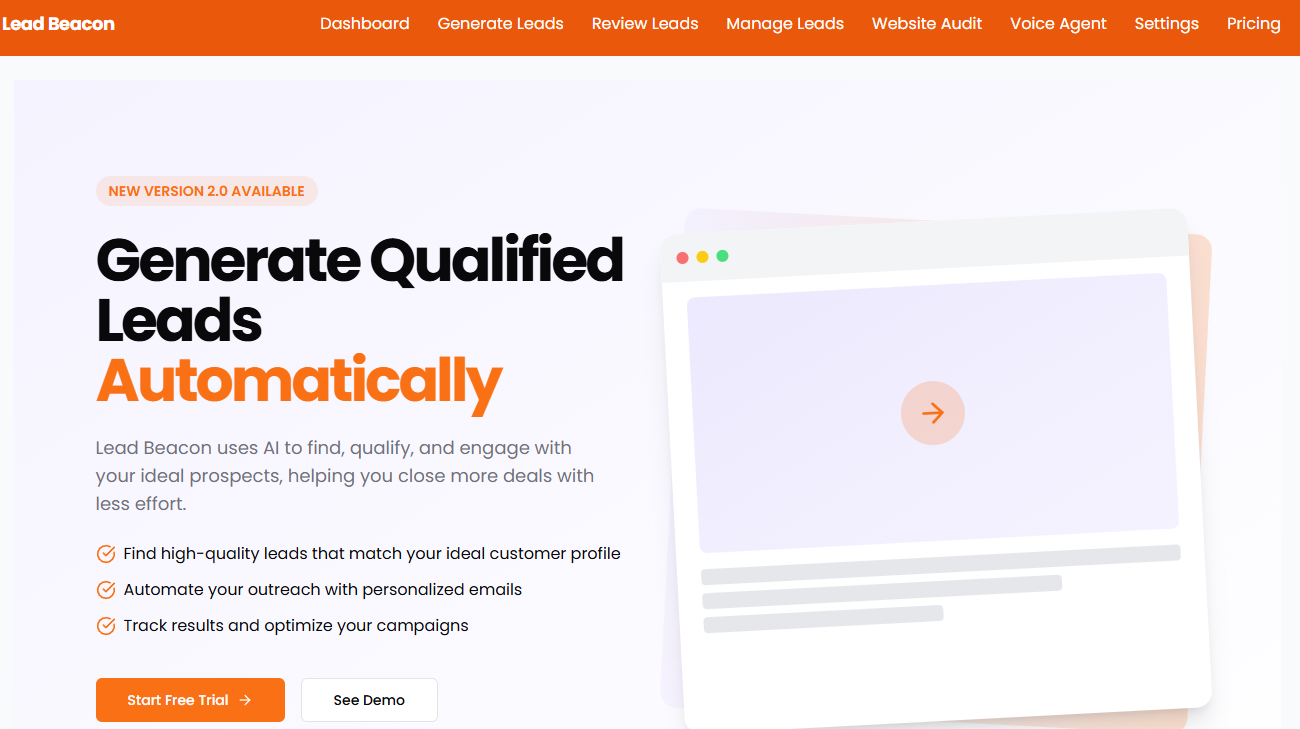 Lead Beacon Dashboard Generate Leads Review Leads Manage Leads Website Audit Voice Agent Settings Pricing
NEW VERSION 2.0 AVAILABLE
Generate Qualified
Leads
Automatically
Lead Beacon uses AI to find, qualify, and engage with
your ideal prospects, helping you close more deals with
less effort.
Find high-quality leads that match your ideal customer profile
Automate your outreach with personalized emails
Track results and optimize your campaigns
Start Free Trial See Demo